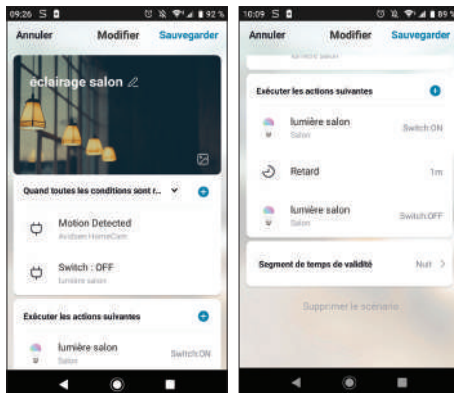 09:26 S 92 %
Annuler Modifier Sauvegarder
éclairage salon
Quand toutes les conditions sont r...
Motion Detected
Avidsen HomeCam
Switch : OFF
lumière salon
Exécuter les actions suivantes
lumière salon
Salon
Switch:ON
10:09 S 89 %
Annuler Modifier Sauvegarder
lumière salon
Exécuter les actions suivantes
lumière salon
Salon
Switch:ON
Retard
1m
lumière salon
Salon
Switch:OFF
Segment de temps de validité
Nuit
Supprimer le scénario